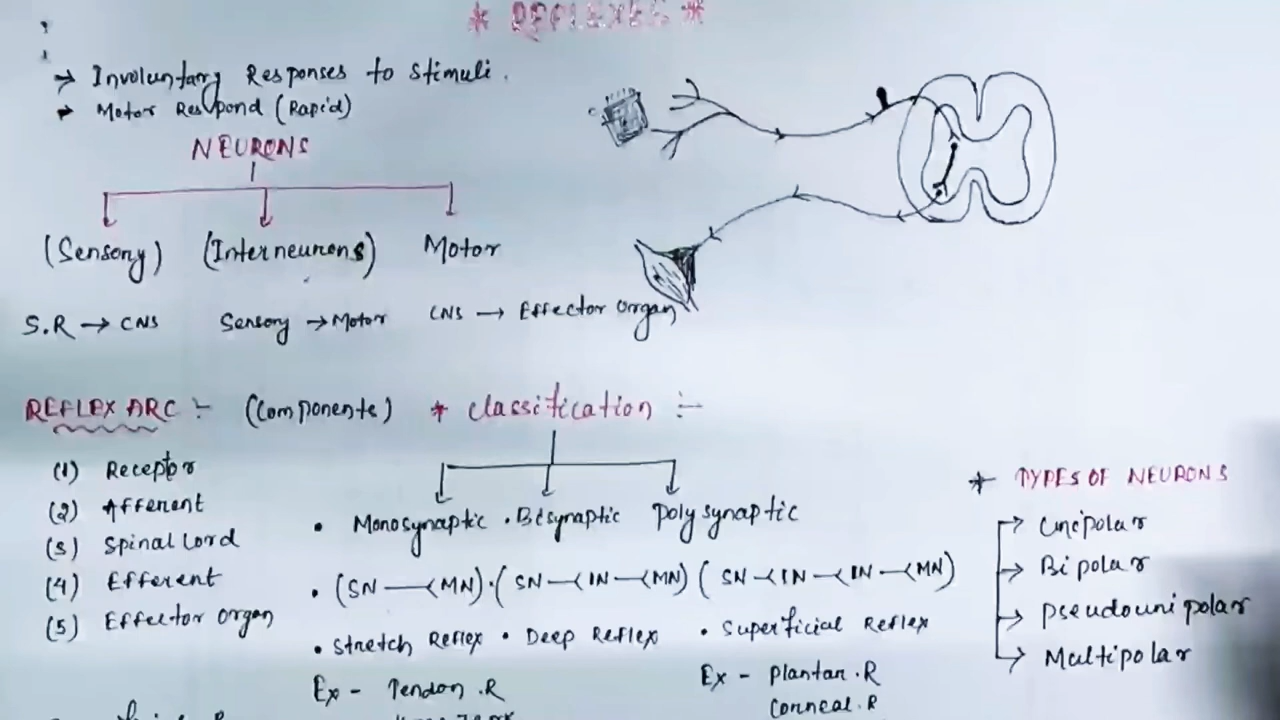 * REFLEXES *
→ Involuntary Responses to stimuli.
→ Motor Respond (Rapid)
NEURONS
(Sensory) (Interneurons) Motor
S.R → CNS Sensory → Motor CNS → Effector Organ
REFLEX ARC :- (Components) * classification :-
(1) Receptor
(2) Afferent
(3) Spinal Cord
(4) Efferent
(5) Effector organ
• Monosynaptic • Bisynaptic Polysynaptic
• (SN —< MN) • (SN —< IN —< MN) (SN —< IN —< IN —< MN)
• Stretch Reflex • Deep Reflex • Superficial Reflex
Ex - Tendon .R
Ex - Plantar .R
Corneal .R
* TYPES OF NEURONS
→ Unipolar
→ Bipolar
→ Pseudounipolar
→ Multipolar